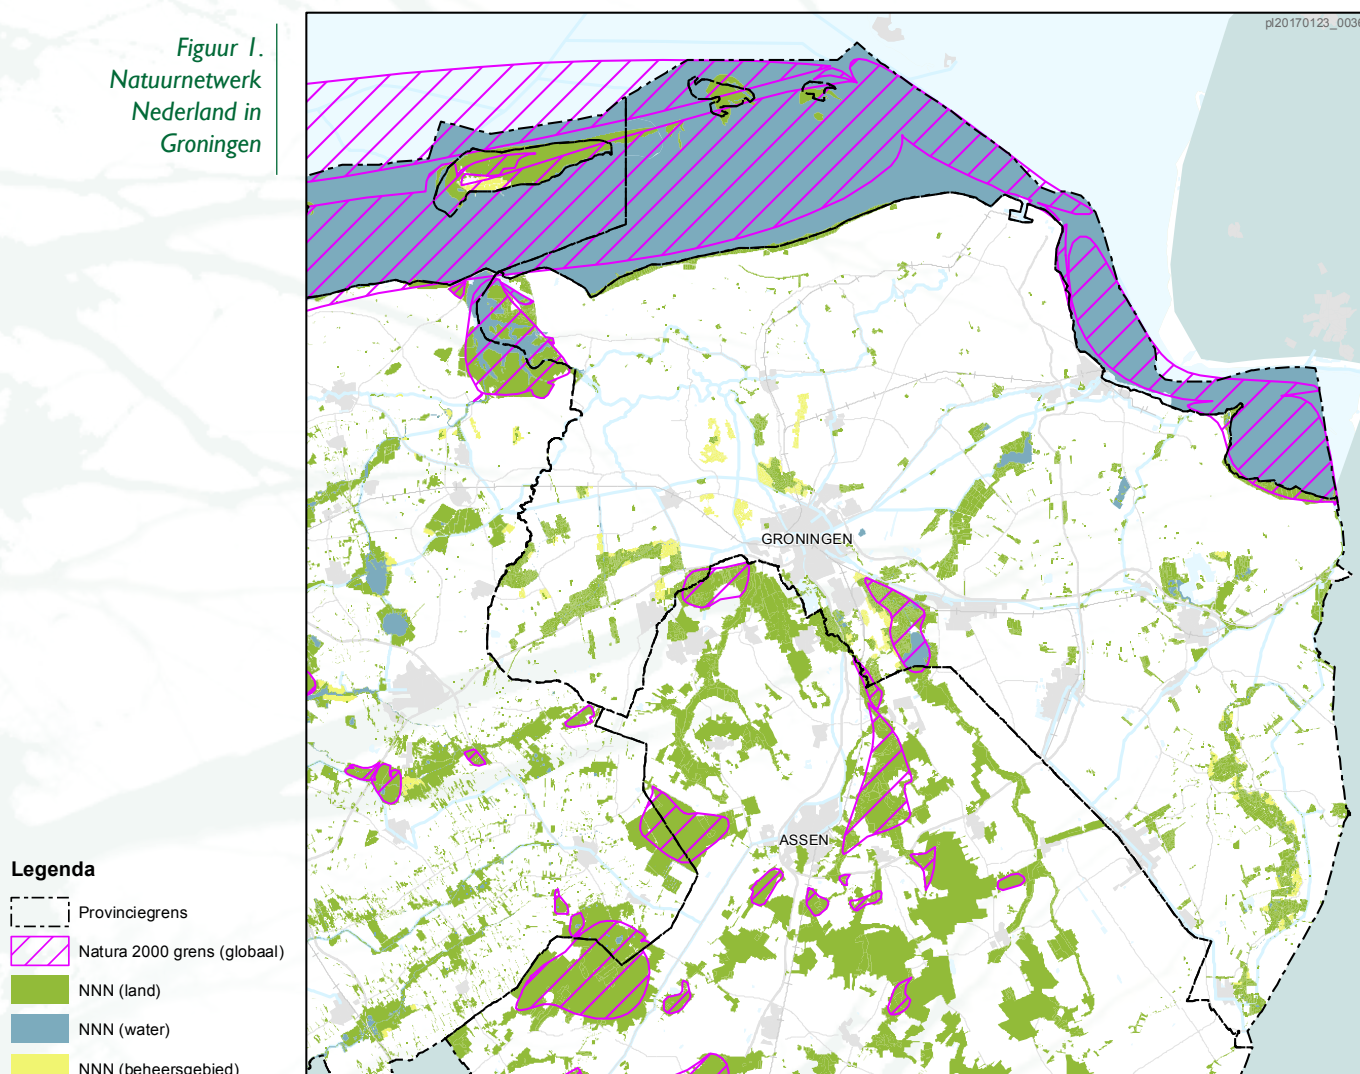 Figuur 1.
Natuurnetwerk
Nederland in
Groningen
pl20170123_0036
GRONINGEN
ASSEN
Legenda
Provinciegrens
Natura 2000 grens (globaal)
NNN (land)
NNN (water)
NNN (beheersgebied)